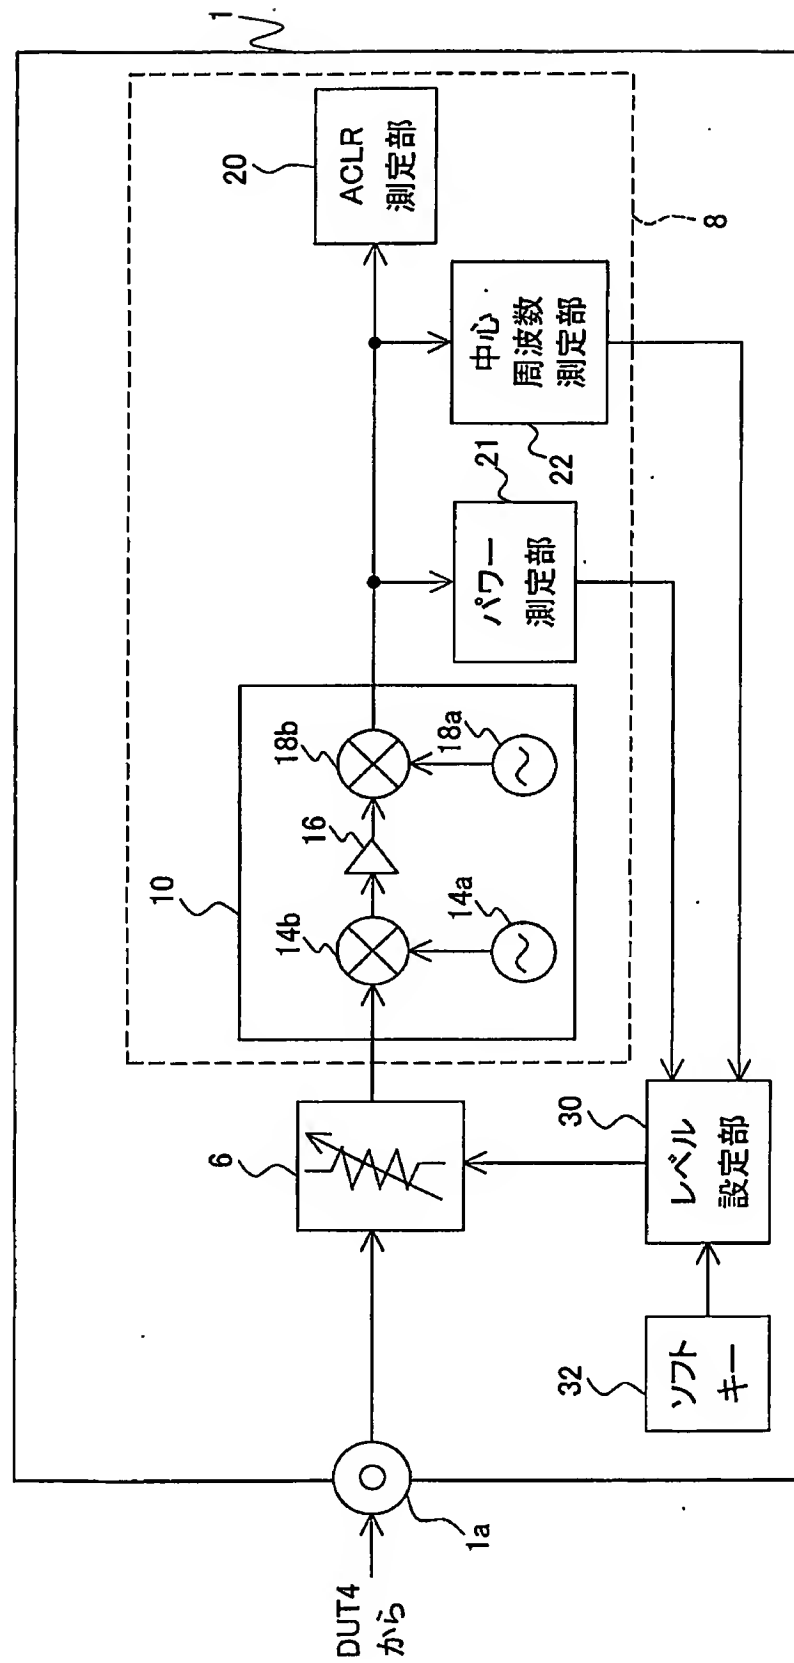 1
ACLR
測定部
20
8
中心
周波数
測定部
22
パワー
測定部
21
10
18b
18a
16
14b
14a
6
レベル
設定部
30
ソフト
キー
32
1a
DUT4
から